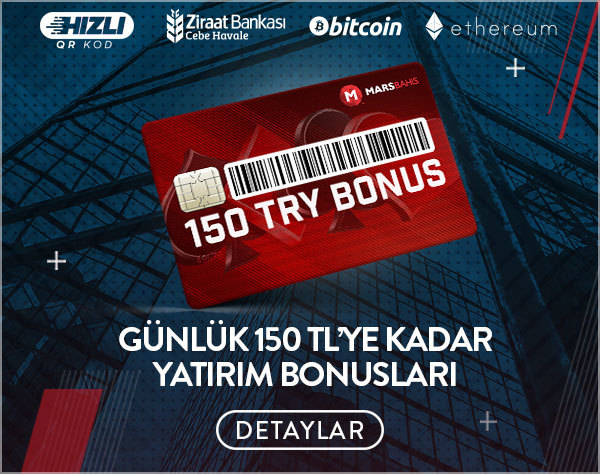 HIZLI
QR KOD
Ziraat Bankası
Cebe Havale
bitcoin
ethereum
M MARSBAHIS
150 TRY BONUS
GÜNLÜK 150 TL'YE KADAR
YATIRIM BONUSLARI
DETAYLAR